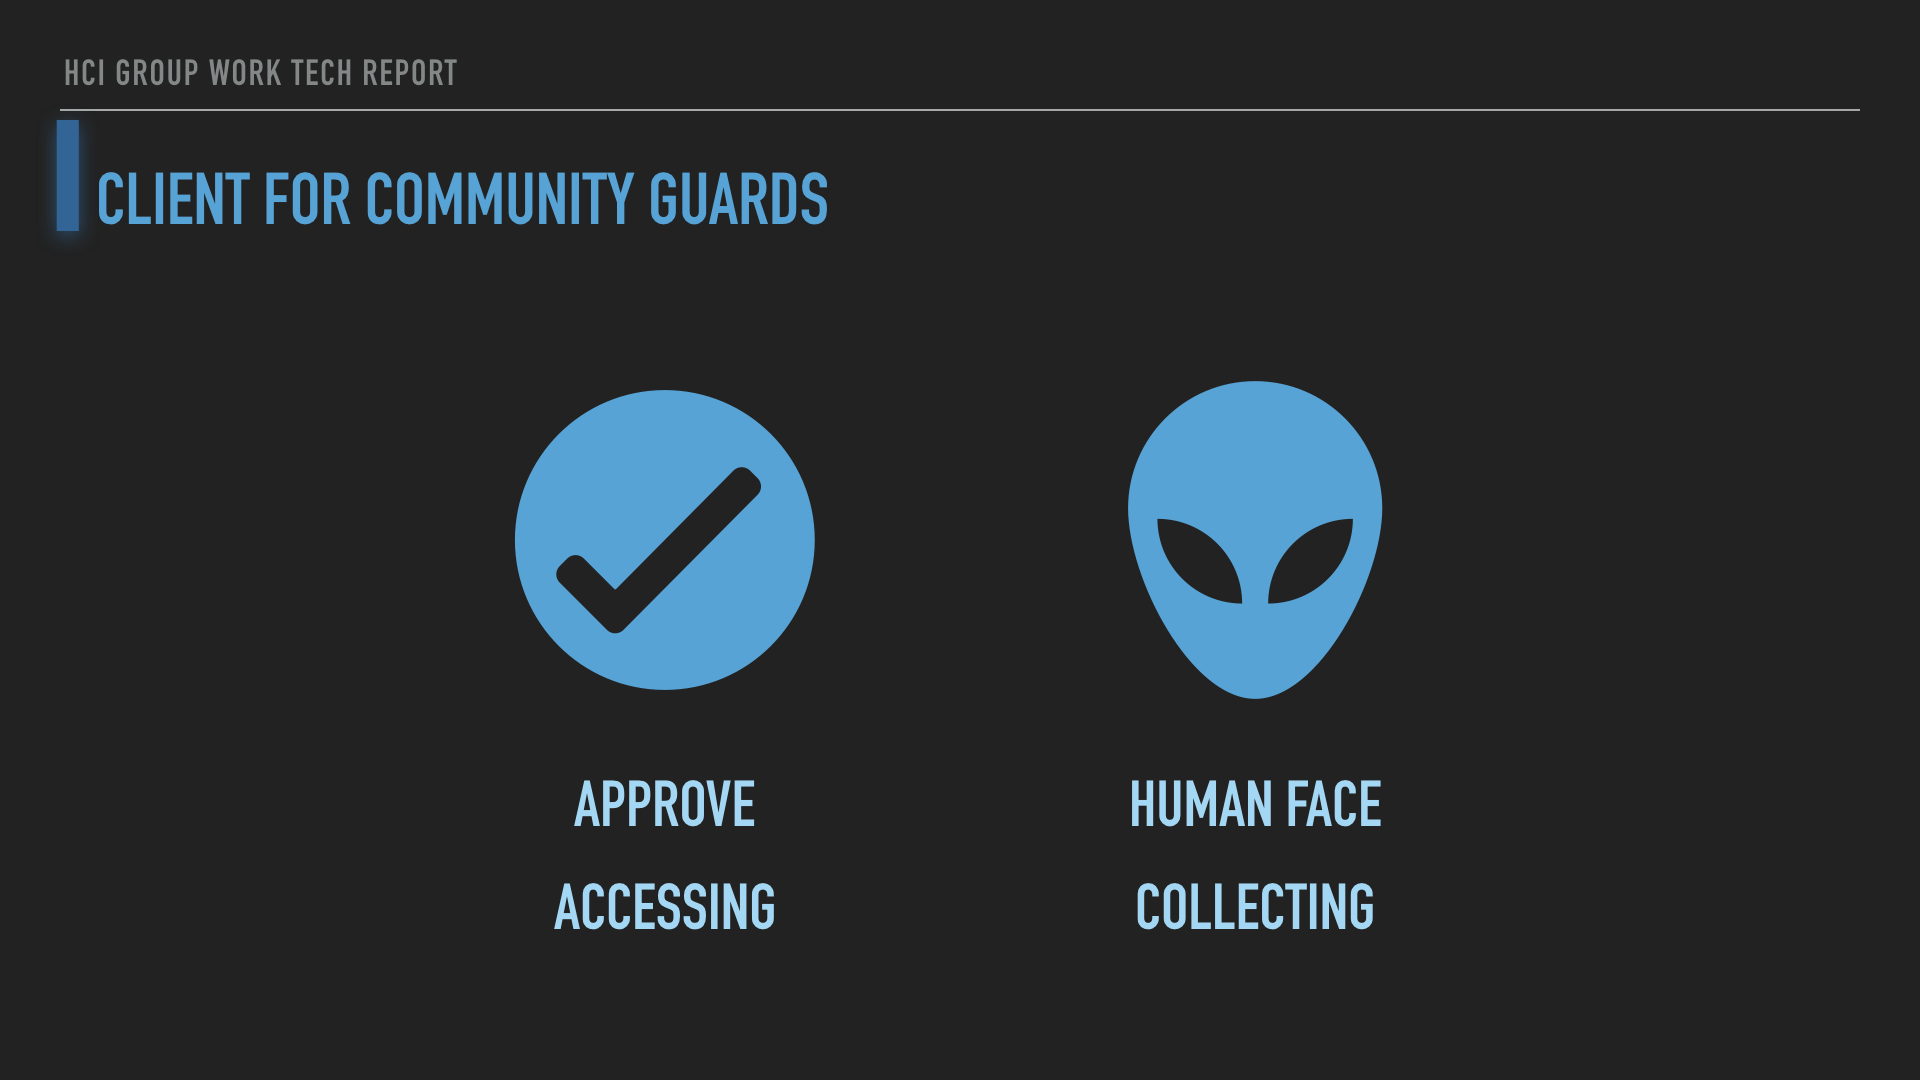 HCI GROUP WORK TECH REPORT
CLIENT FOR COMMUNITY GUARDS
APPROVE
ACCESSING
HUMAN FACE
COLLECTING